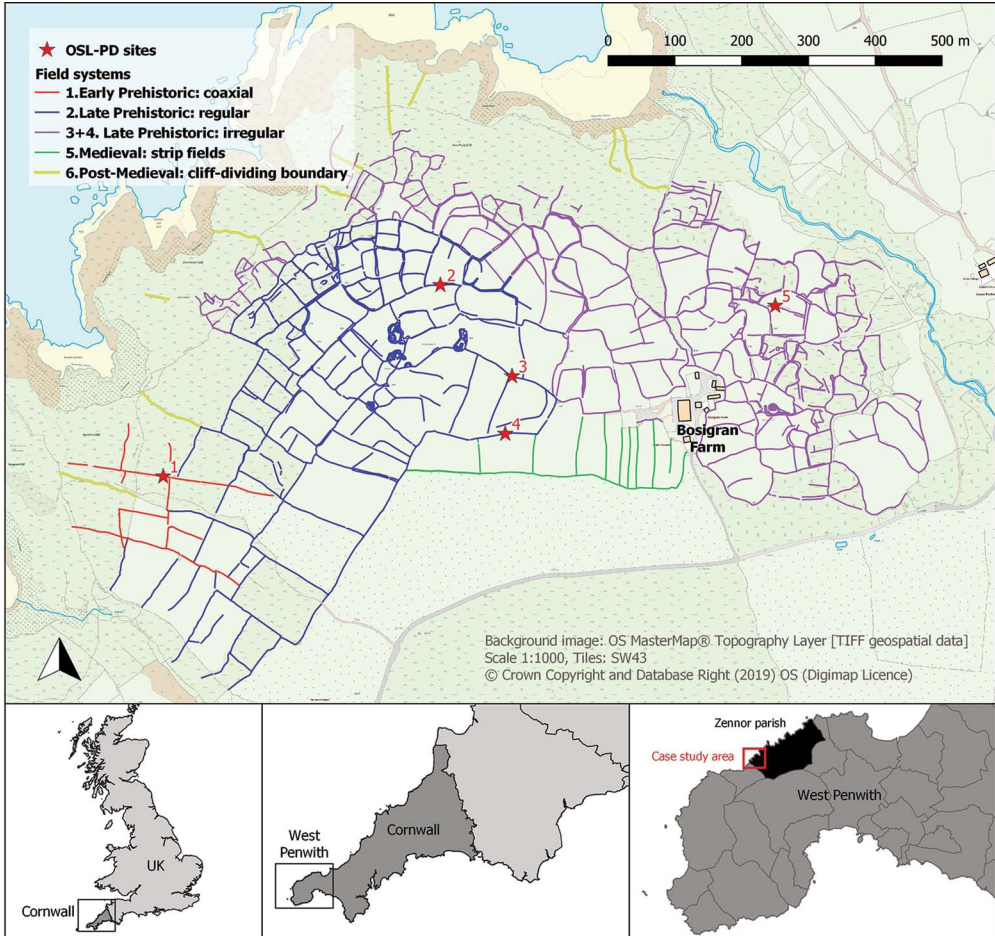 OSL-PD sites
Field systems
1.Early Prehistoric: coaxial
2.Late Prehistoric: regular
3+4. Late Prehistoric: irregular
5.Medieval: strip fields
6.Post-Medieval: cliff-dividing boundary
0 100 200 300 400 500 m
2
5
3
4
1
Bosigran
Farm
Background image: OS MasterMap® Topography Layer [TIFF geospatial data]
Scale 1:1000, Tiles: SW43
© Crown Copyright and Database Right (2019) OS (Digimap Licence)
UK
Cornwall
Cornwall
West
Penwith
Zennor parish
Case study area
West Penwith